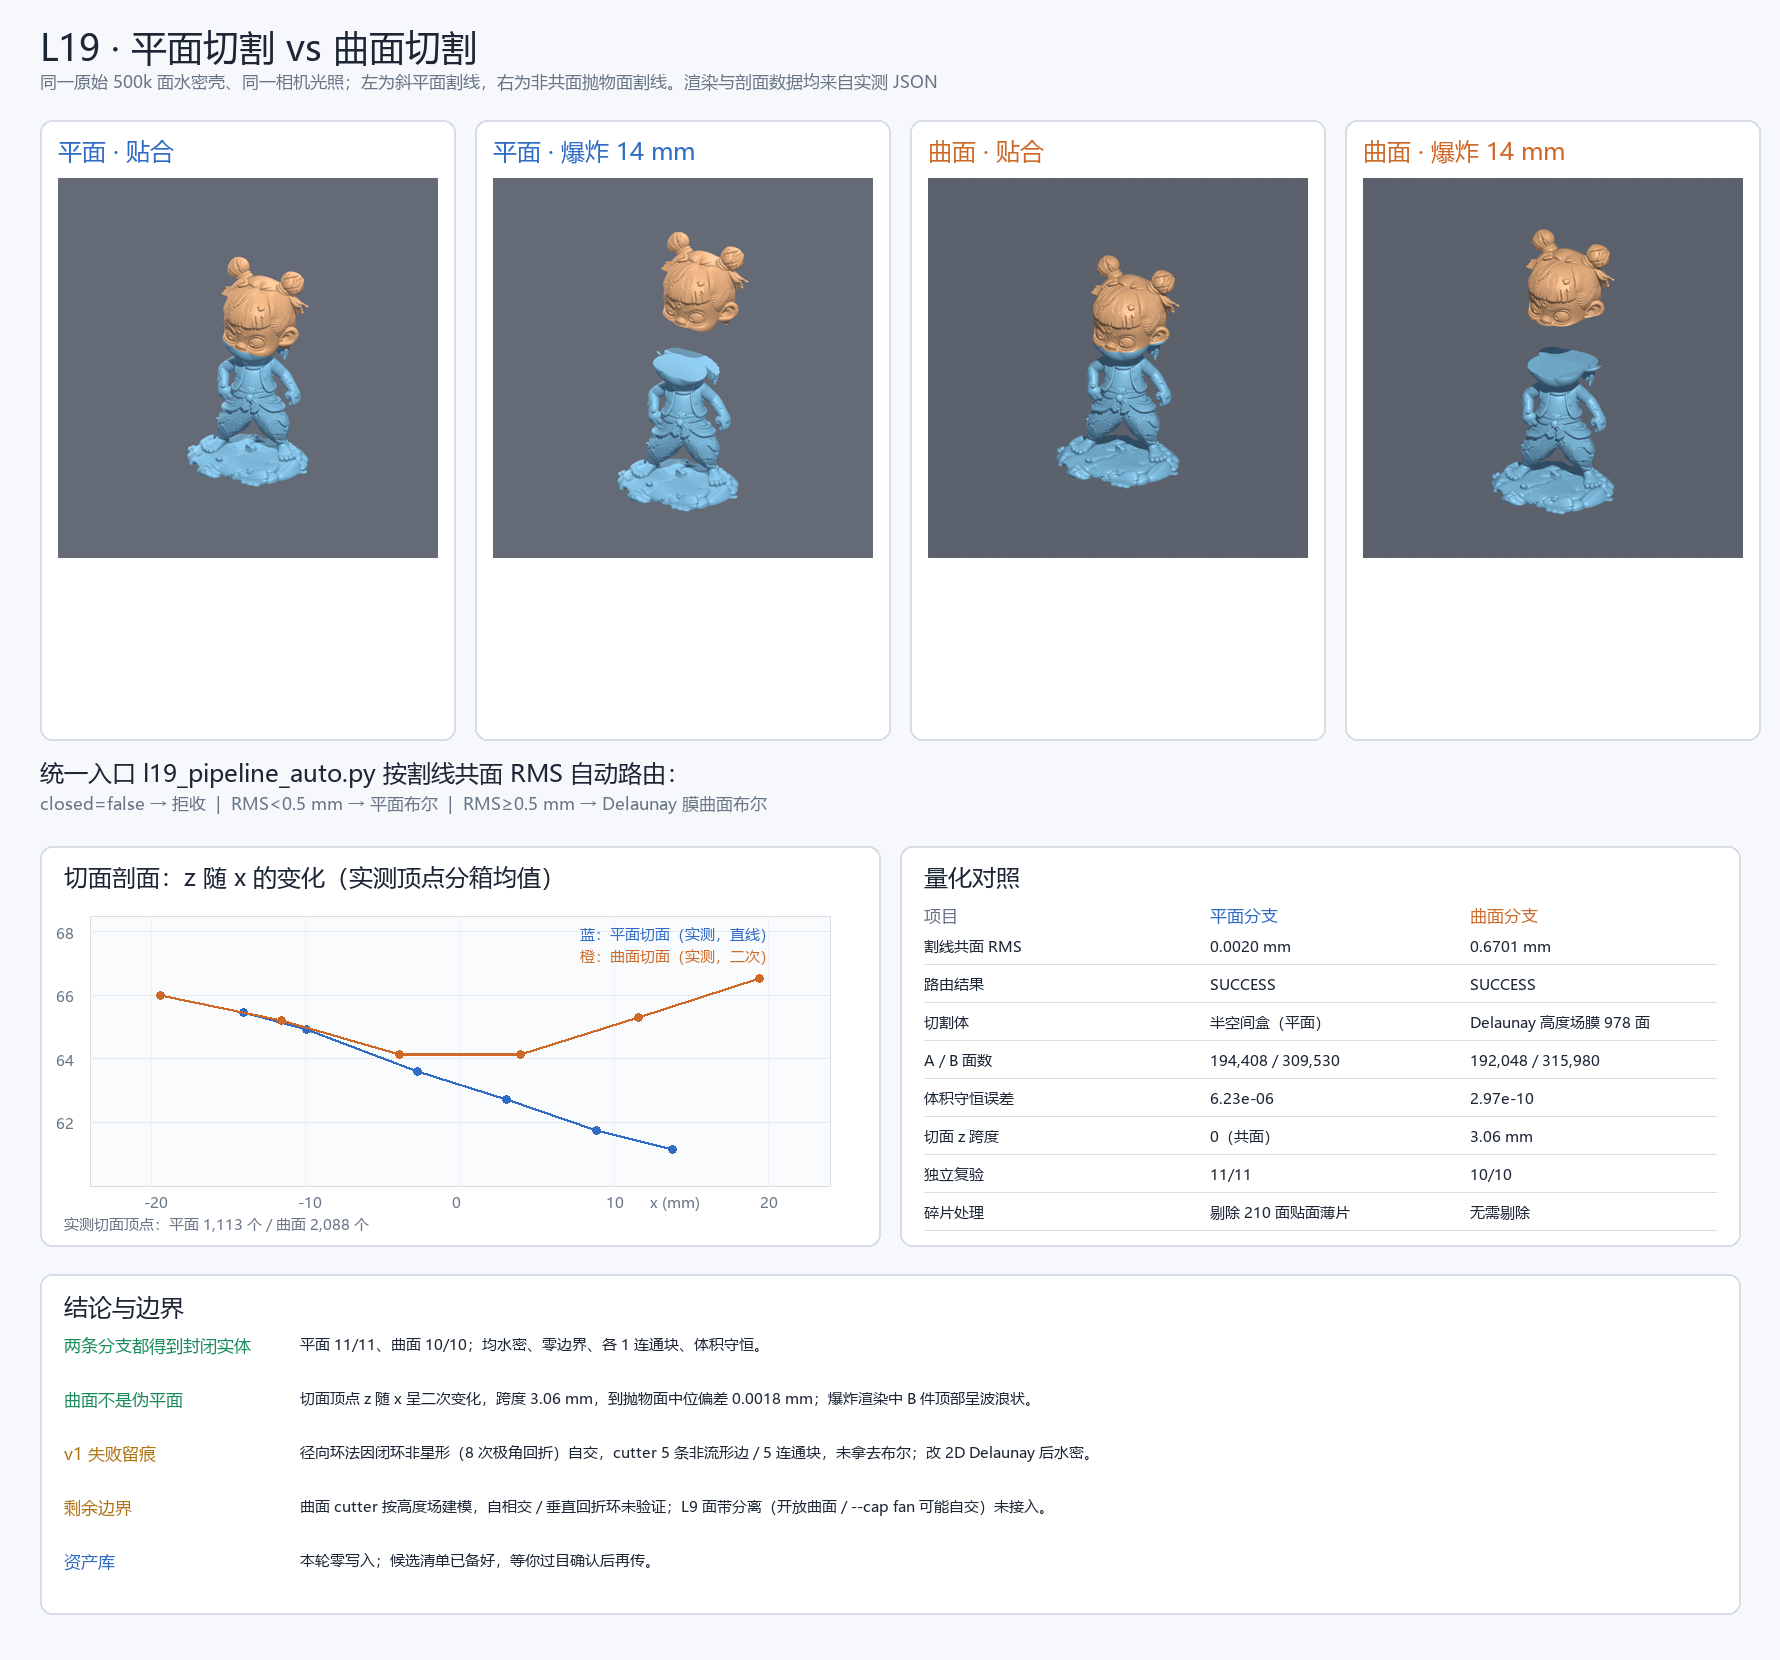 L19 · 平面切割 vs 曲面切割
同一原始 500k 面水密壳、同一相机光照；左为斜平面割线，右为非共面抛物面割线。渲染与剖面数据均来自实测 JSON
平面 · 贴合
平面 · 爆炸 14 mm
曲面 · 贴合
曲面 · 爆炸 14 mm
统一入口 l19_pipeline_auto.py 按割线共面 RMS 自动路由：
closed=false → 拒收 | RMS<0.5 mm → 平面布尔 | RMS≥0.5 mm → Delaunay 膜曲面布尔
切面剖面：z 随 x 的变化（实测顶点分箱均值）
蓝：平面切面（实测，直线）
橙：曲面切面（实测，二次）
68
66
64
62
-20 -10 0 10 x (mm) 20
实测切面顶点：平面 1,113 个 / 曲面 2,088 个
量化对照
项目 平面分支 曲面分支
割线共面 RMS 0.0020 mm 0.6701 mm
路由结果 SUCCESS SUCCESS
切割体 半空间盒（平面） Delaunay 高度场膜 978 面
A / B 面数 194,408 / 309,530 192,048 / 315,980
体积守恒误差 6.23e-06 2.97e-10
切面 z 跨度 0（共面） 3.06 mm
独立复验 11/11 10/10
碎片处理 剔除 210 面贴面薄片 无需剔除
结论与边界
两条分支都得到封闭实体 平面 11/11、曲面 10/10；均水密、零边界、各 1 连通块、体积守恒。
曲面不是伪平面 切面顶点 z 随 x 呈二次变化，跨度 3.06 mm，到抛物面中位偏差 0.0018 mm；爆炸渲染中 B 件顶部呈波浪状。
v1 失败留痕 径向环法因闭环非星形（8 次极角回折）自交，cutter 5 条非流形边 / 5 连通块，未拿去布尔；改 2D Delaunay 后水密。
剩余边界 曲面 cutter 按高度场建模，自相交 / 垂直回折环未验证；L9 面带分离（开放曲面 / --cap fan 可能自交）未接入。
资产库 本轮零写入；候选清单已备好，等你过目确认后再传。